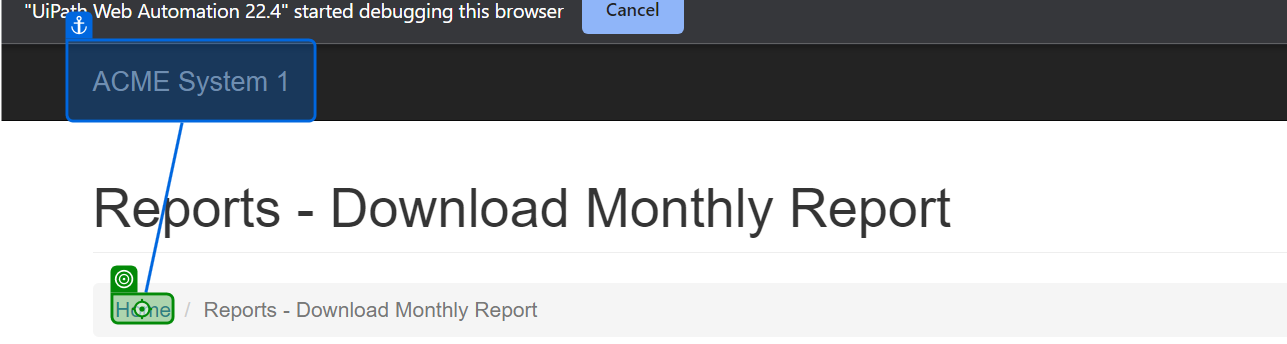 "UiPath Web Automation 22.4" started debugging this browser Cancel
ACME System 1
Reports - Download Monthly Report
Home / Reports - Download Monthly Report